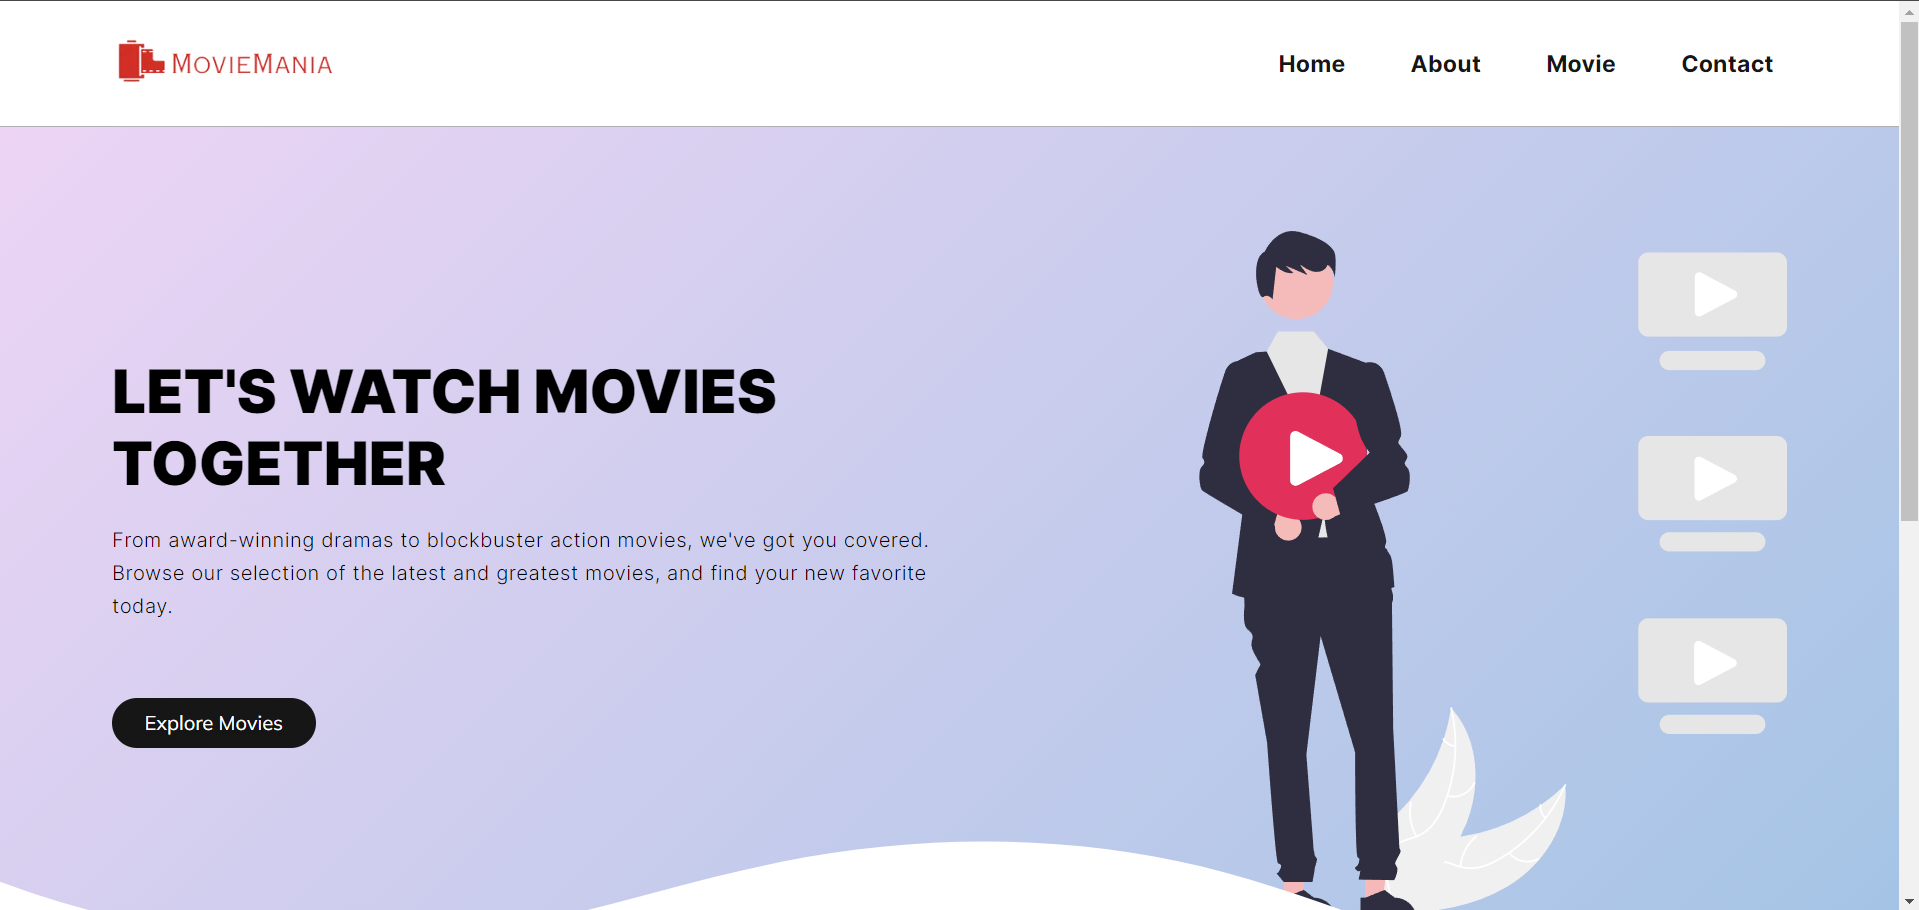 MOVIEMANIA
Home About Movie Contact
LET'S WATCH MOVIES
TOGETHER
From award-winning dramas to blockbuster action movies, we've got you covered.
Browse our selection of the latest and greatest movies, and find your new favorite
today.
Explore Movies